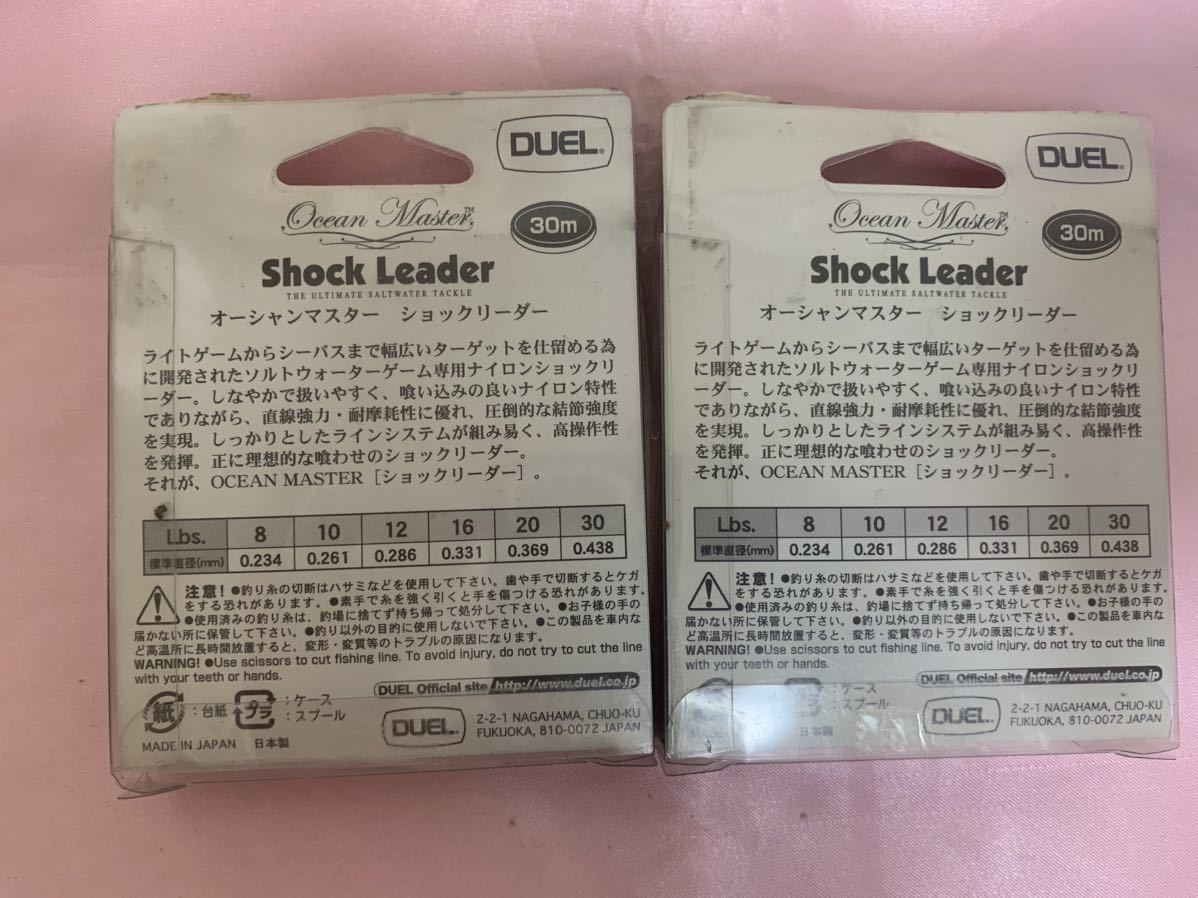 DUEL®
Ocean Master™
30m
Shock Leader
THE ULTIMATE SALTWATER TACKLE
オーシャンマスター ショックリーダー
ライトゲームからシーバスまで幅広いターゲットを仕留める為
に開発されたソルトウォーターゲーム専用ナイロンショックリ
ーダー。しなやかで扱いやすく、喰い込みの良いナイロン特性
でありながら、直線強力・耐摩耗性に優れ、圧倒的な結節強度
を実現。しっかりとしたラインシステムが組み易く、高操作性
を発揮。正に理想的な喰わせのショックリーダー。
それが、OCEAN MASTER［ショックリーダー］。
Lbs. 8 10 12 16 20 30
標準直径(mm) 0.234 0.261 0.286 0.331 0.369 0.438
注意！●釣り糸の切断はハサミなどを使用して下さい。歯や手で切断するとケガ
をする恐れがあります。●素手で糸を強く引くと手を傷つける恐れがあります。
●使用済みの釣り糸は、釣場に捨てず持ち帰って処分して下さい。●お子様の手の
届かない所に保管して下さい。●釣り以外の目的に使用しないで下さい。●この製品を車内な
ど高温所に長時間放置すると、変形・変質等のトラブルの原因になります。
WARNING! ●Use scissors to cut fishing line. To avoid injury, do not try to cut the line
with your teeth or hands.
DUEL Official site http://www.duel.co.jp
紙：台紙 プラ：ケース
：スプール
MADE IN JAPAN 日本製
DUEL®
2-2-1 NAGAHAMA, CHUO-KU
FUKUOKA, 810-0072 JAPAN
DUEL®
Ocean Master™
30m
Shock Leader
THE ULTIMATE SALTWATER TACKLE
オーシャンマスター ショックリーダー
ライトゲームからシーバスまで幅広いターゲットを仕留める為
に開発されたソルトウォーターゲーム専用ナイロンショックリ
ーダー。しなやかで扱いやすく、喰い込みの良いナイロン特性
でありながら、直線強力・耐摩耗性に優れ、圧倒的な結節強度
を実現。しっかりとしたラインシステムが組み易く、高操作性
を発揮。正に理想的な喰わせのショックリーダー。
それが、OCEAN MASTER［ショックリーダー］。
Lbs. 8 10 12 16 20 30
標準直径(mm) 0.234 0.261 0.286 0.331 0.369 0.438
注意！●釣り糸の切断はハサミなどを使用して下さい。歯や手で切断するとケガ
をする恐れがあります。●素手で糸を強く引くと手を傷つける恐れがあります。
●使用済みの釣り糸は、釣場に捨てず持ち帰って処分して下さい。●お子様の手の
届かない所に保管して下さい。●釣り以外の目的に使用しないで下さい。●この製品を車内な
ど高温所に長時間放置すると、変形・変質等のトラブルの原因になります。
WARNING! ●Use scissors to cut fishing line. To avoid injury, do not try to cut the line
with your teeth or hands.
DUEL Official site http://www.duel.co.jp
紙：台紙 プラ：ケース
：スプール
MADE IN JAPAN 日本製
DUEL®
2-2-1 NAGAHAMA, CHUO-KU
FUKUOKA, 810-0072 JAPAN